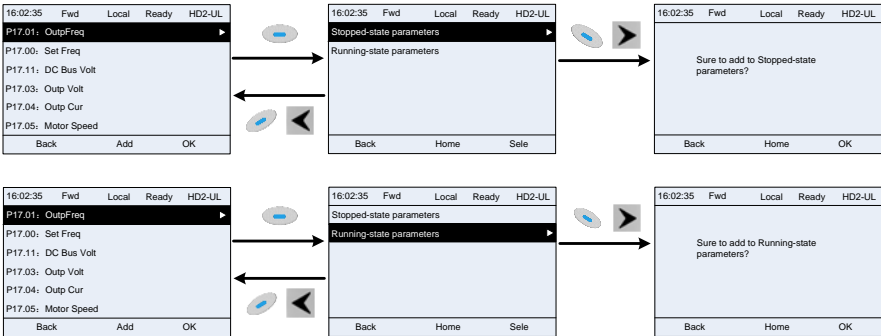 16:02:35 Fwd Local Ready HD2-UL
P17.01: OutpFreq
P17.00: Set Freq
P17.11: DC Bus Volt
P17.03: Outp Volt
P17.04: Outp Cur
P17.05: Motor Speed
Back Add OK
16:02:35 Fwd Local Ready HD2-UL
Stopped-state parameters
Running-state parameters
Back Home Sele
16:02:35 Fwd Local Ready HD2-UL
Sure to add to Stopped-state
parameters?
Back Home OK
16:02:35 Fwd Local Ready HD2-UL
P17.01: OutpFreq
P17.00: Set Freq
P17.11: DC Bus Volt
P17.03: Outp Volt
P17.04: Outp Cur
P17.05: Motor Speed
Back Add OK
16:02:35 Fwd Local Ready HD2-UL
Stopped-state parameters
Running-state parameters
Back Home Sele
16:02:35 Fwd Local Ready HD2-UL
Sure to add to Running-state
parameters?
Back Home OK